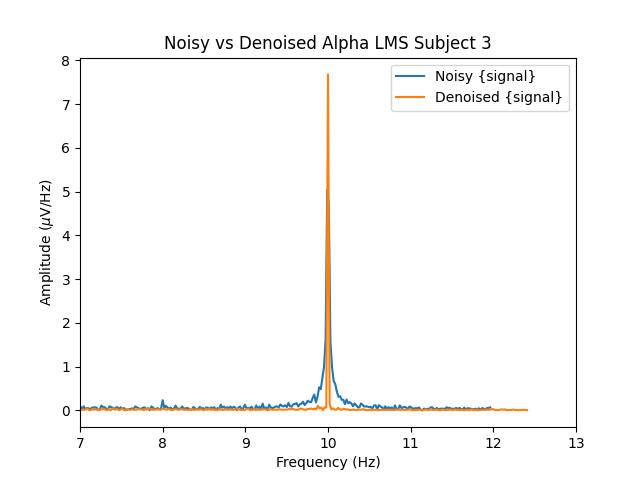 Noisy vs Denoised Alpha LMS Subject 3
Noisy {signal}
Denoised {signal}
Amplitude (μV/Hz)
8
7
6
5
4
3
2
1
0
7 8 9 10 11 12 13
Frequency (Hz)